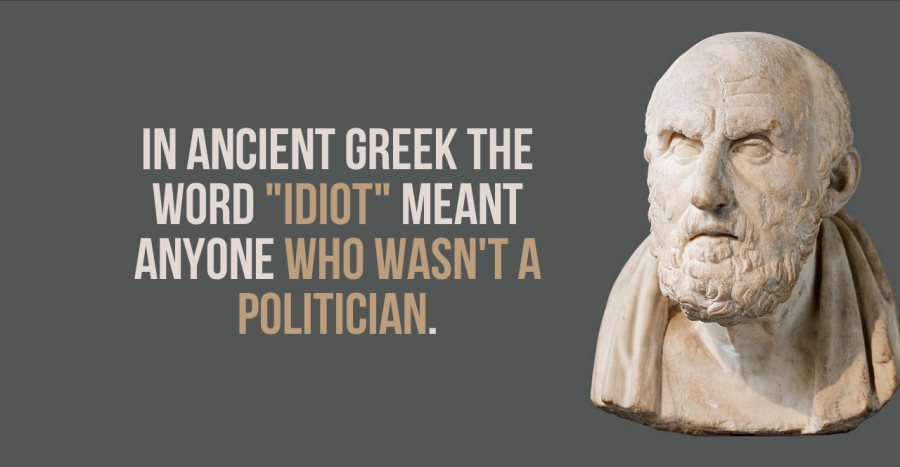 IN ANCIENT GREEK THE
WORD "IDIOT" MEANT
ANYONE WHO WASN'T A
POLITICIAN.